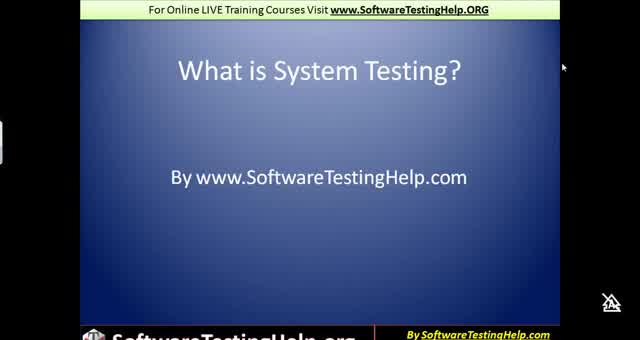 For Online LIVE Training Courses Visit www.SoftwareTestingHelp.ORG
What is System Testing?
By www.SoftwareTestingHelp.com
SoftwareTestingHelp.org
By SoftwareTestingHelp.com